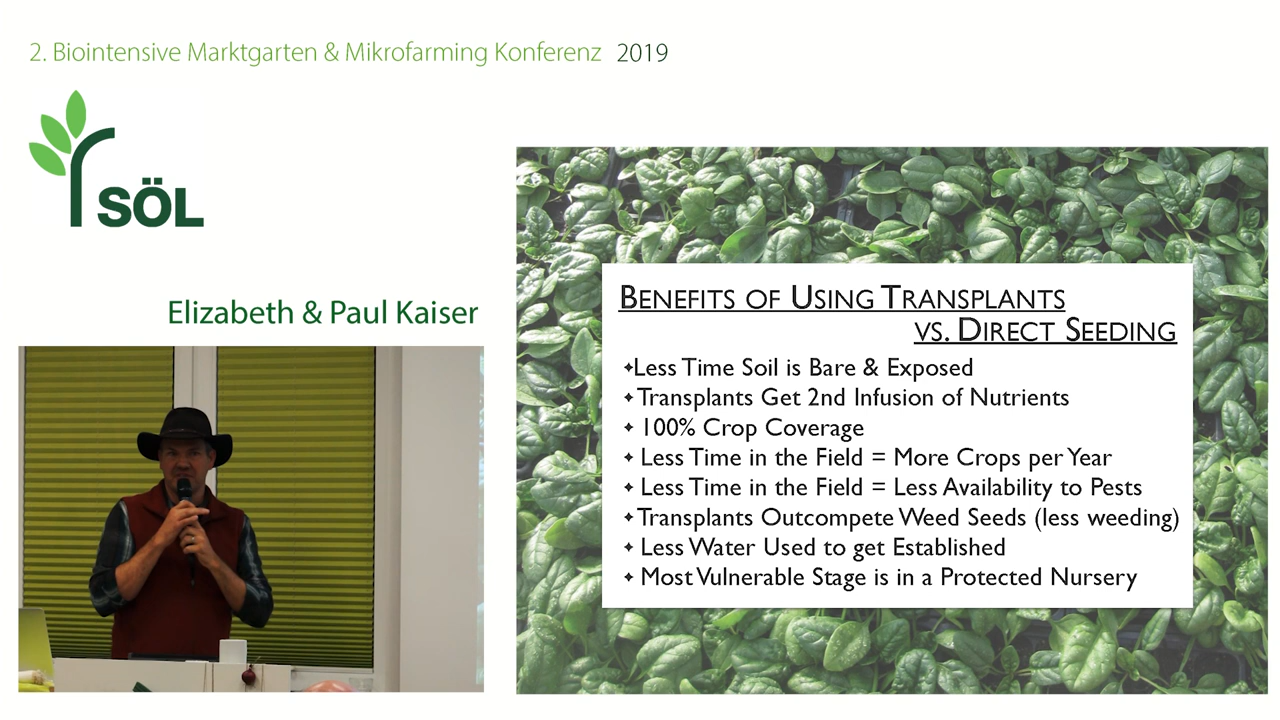 2. Biointensive Marktgarten & Mikrofarming Konferenz 2019
SÖL
Elizabeth & Paul Kaiser
BENEFITS OF USING TRANSPLANTS
VS. DIRECT SEEDING
✦Less Time Soil is Bare & Exposed
✦ Transplants Get 2nd Infusion of Nutrients
✦ 100% Crop Coverage
✦ Less Time in the Field = More Crops per Year
✦ Less Time in the Field = Less Availability to Pests
✦ Transplants Outcompete Weed Seeds (less weeding)
✦ Less Water Used to get Established
✦ Most Vulnerable Stage is in a Protected Nursery